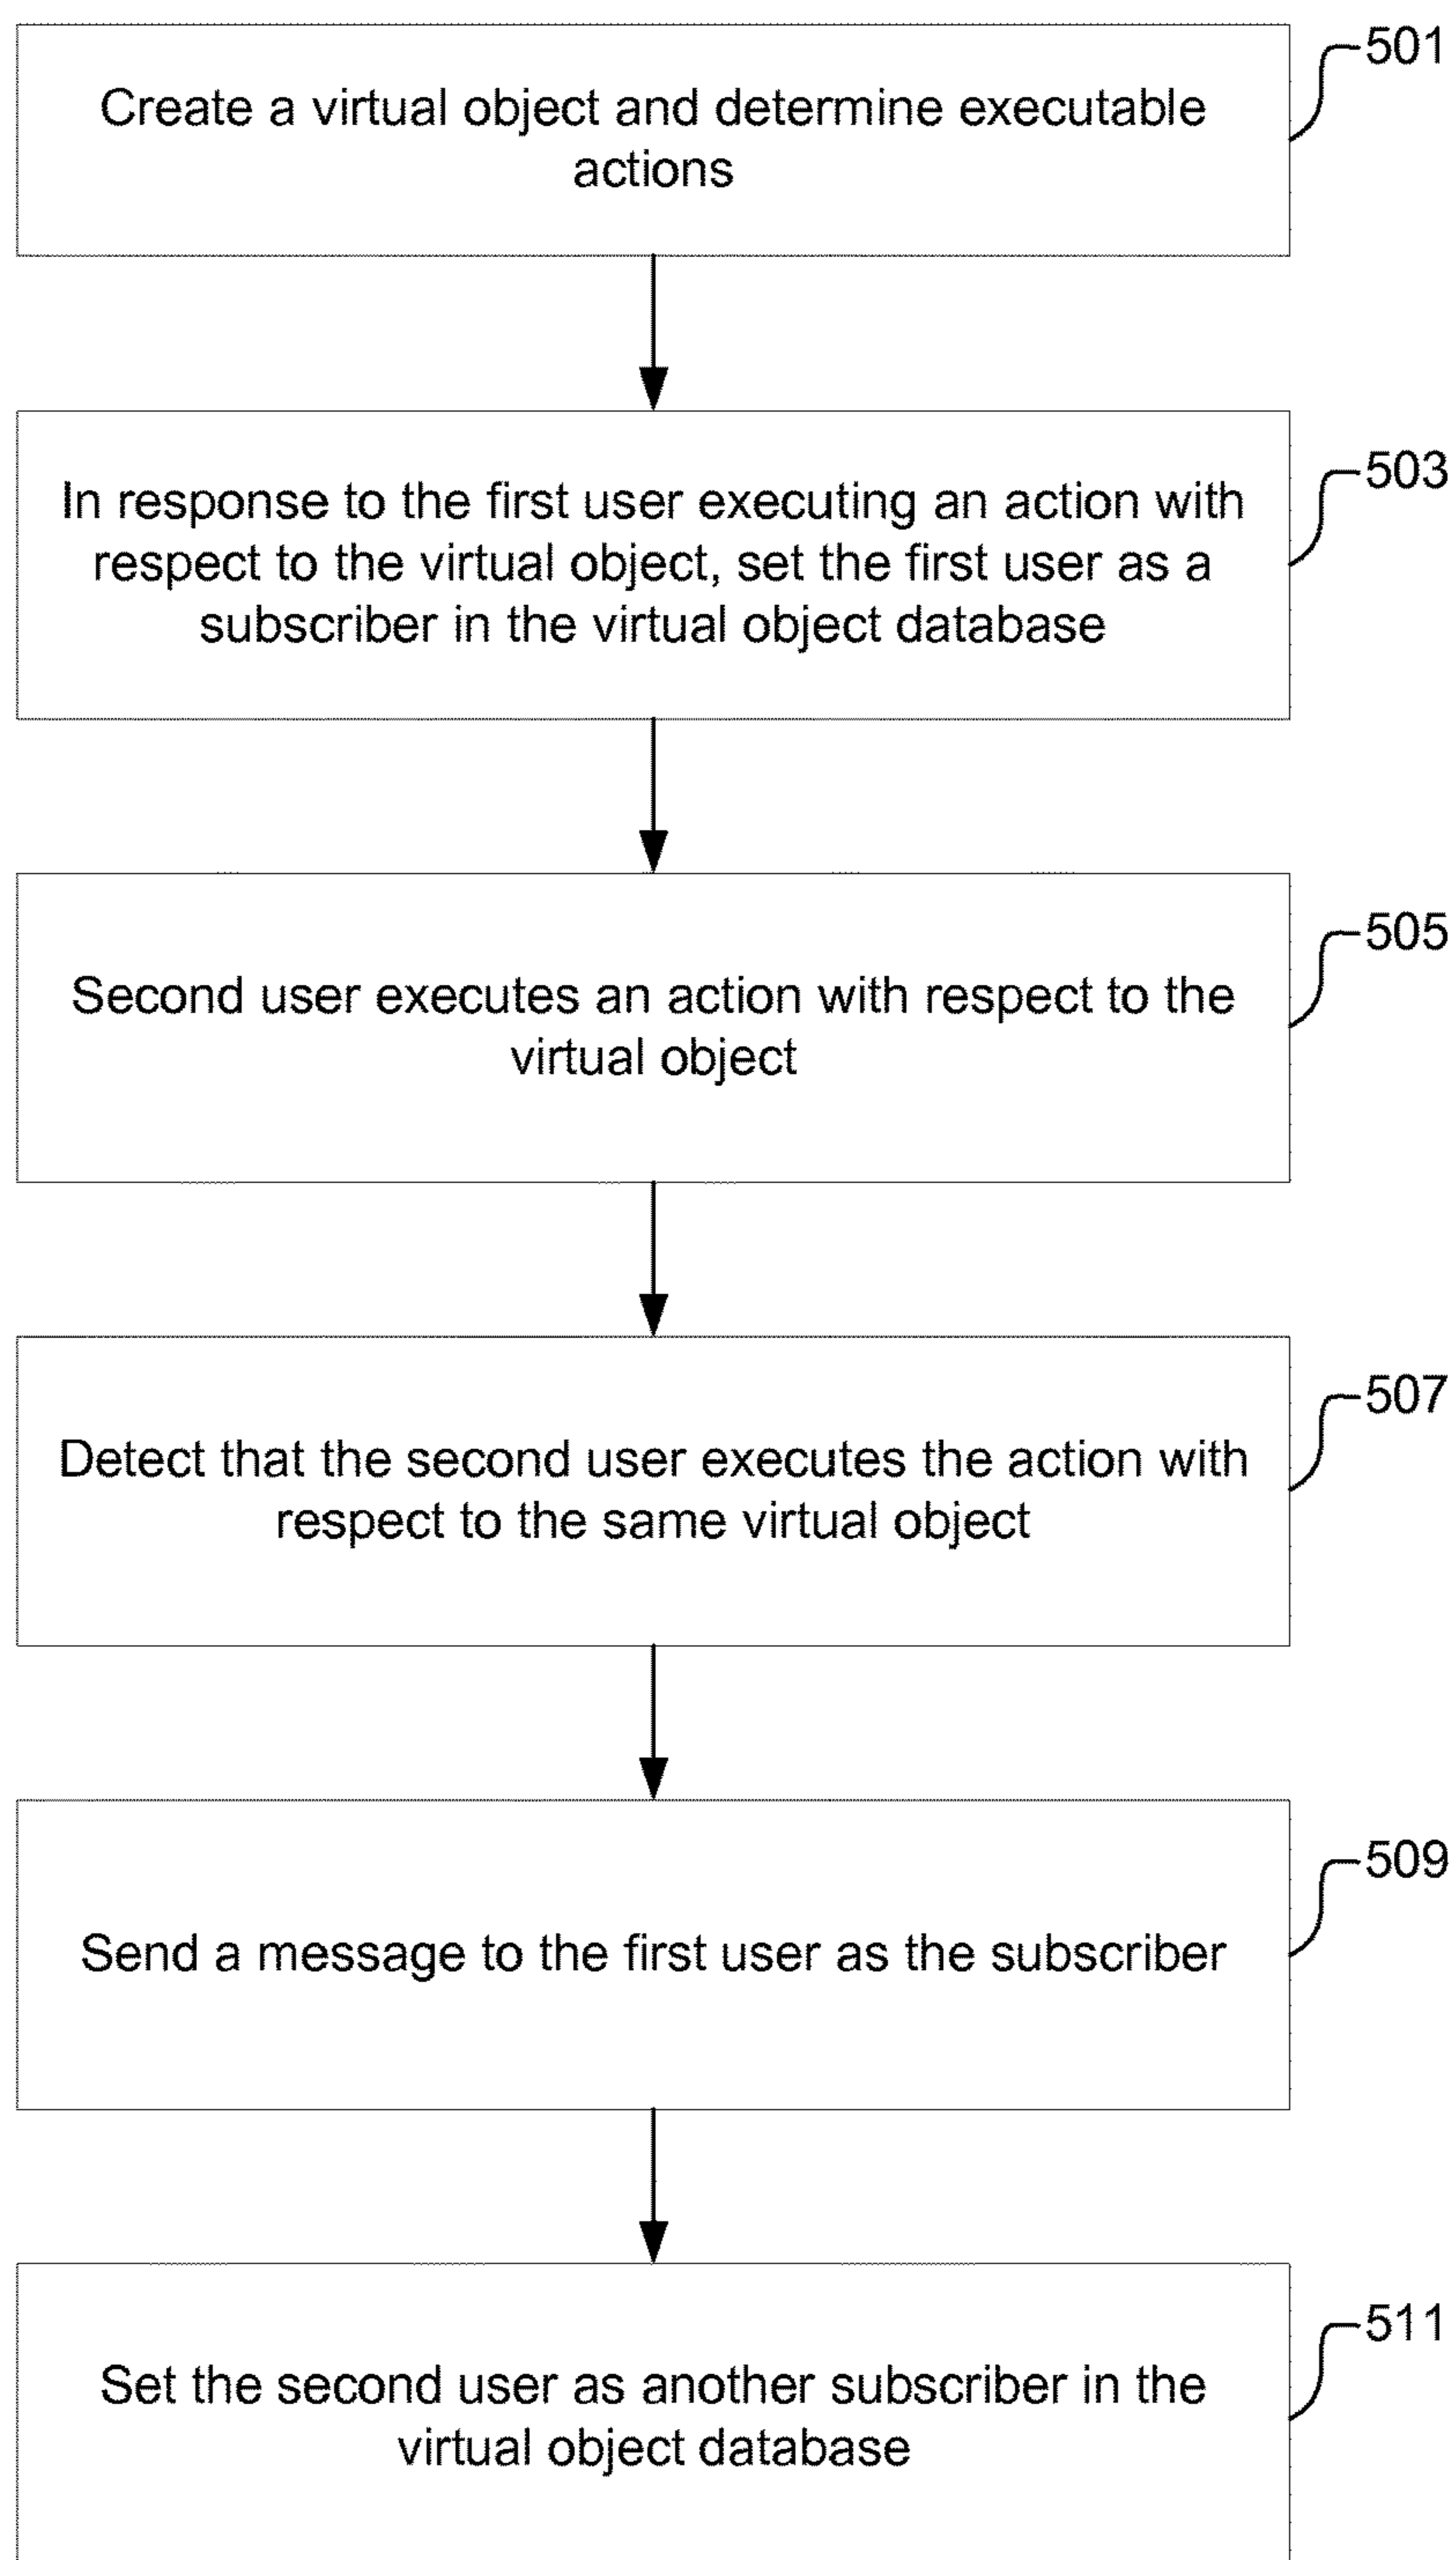 501
Create a virtual object and determine executable
actions
503
In response to the first user executing an action with
respect to the virtual object, set the first user as a
subscriber in the virtual object database
505
Second user executes an action with respect to the
virtual object
507
Detect that the second user executes the action with
respect to the same virtual object
509
Send a message to the first user as the subscriber
511
Set the second user as another subscriber in the
virtual object database